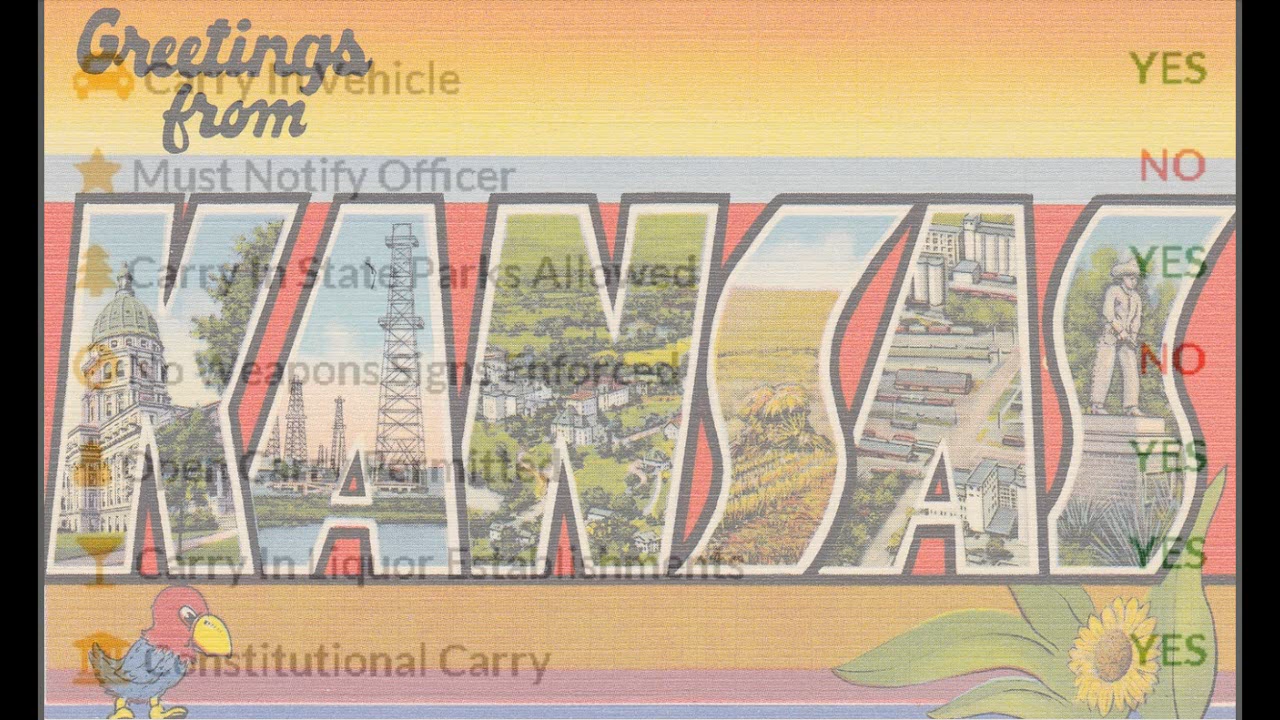 Greetings
from
Carry In Vehicle YES
Must Notify Officer NO
KANSAS
Carry In State Parks Allowed YES
No Weapons Signs Enforced NO
Open Carry Permitted YES
Carry In Liquor Establishments YES
Constitutional Carry YES